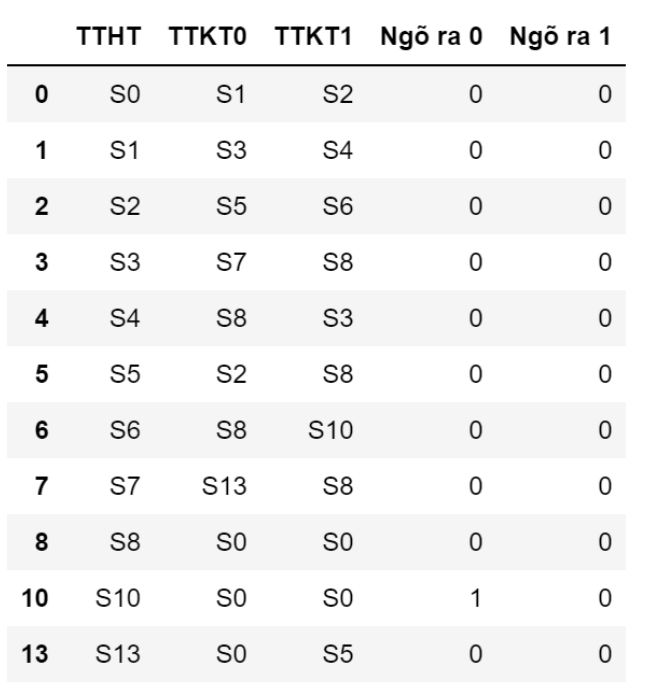 TTHT TTKT0 TTKT1 Ngõ ra 0 Ngõ ra 1
0 S0 S1 S2 0 0
1 S1 S3 S4 0 0
2 S2 S5 S6 0 0
3 S3 S7 S8 0 0
4 S4 S8 S3 0 0
5 S5 S2 S8 0 0
6 S6 S8 S10 0 0
7 S7 S13 S8 0 0
8 S8 S0 S0 0 0
10 S10 S0 S0 1 0
13 S13 S0 S5 0 0